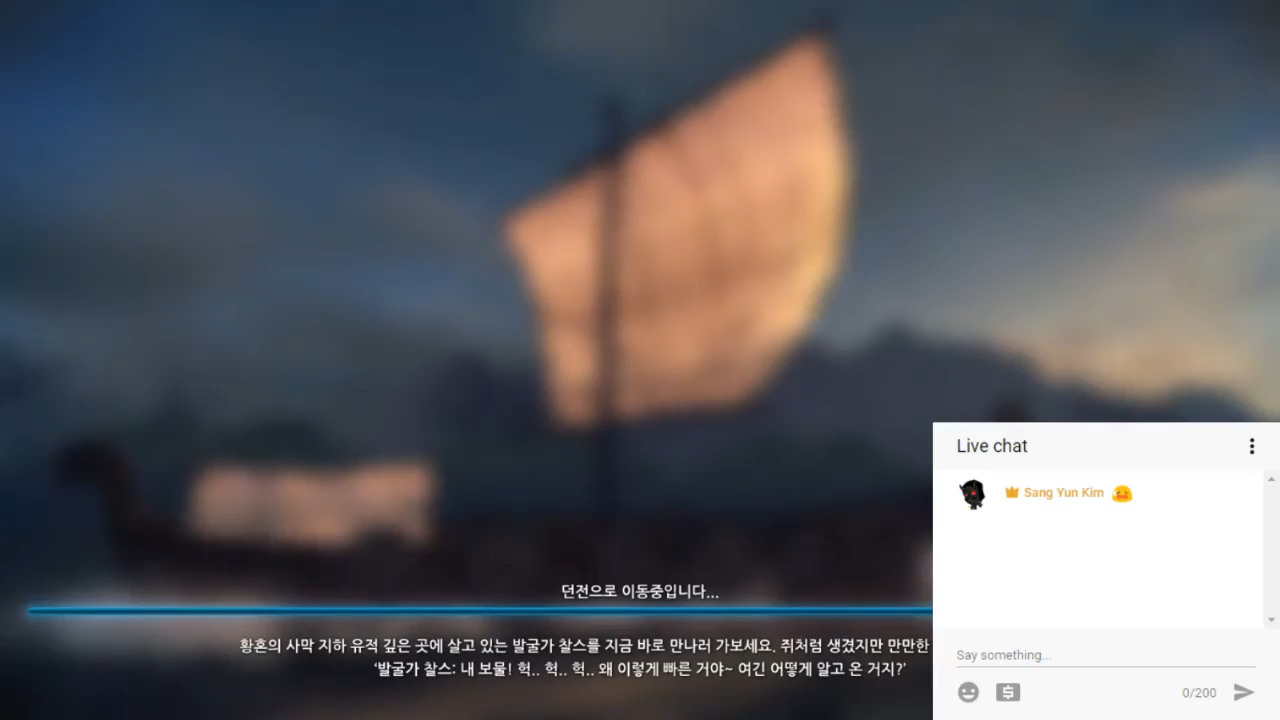 Live chat
Sang Yun Kim
던전으로 이동중입니다...
황혼의 사막 지하 유적 깊은 곳에 살고 있는 발굴가 찰스를 지금 바로 만나러 가보세요. 쥐처럼 생겼지만 만만한
‘발굴가 찰스: 내 보물! 헉.. 헉.. 헉.. 왜 이렇게 빠른 거야~ 여긴 어떻게 알고 온 거지?’
Say something...
0/200